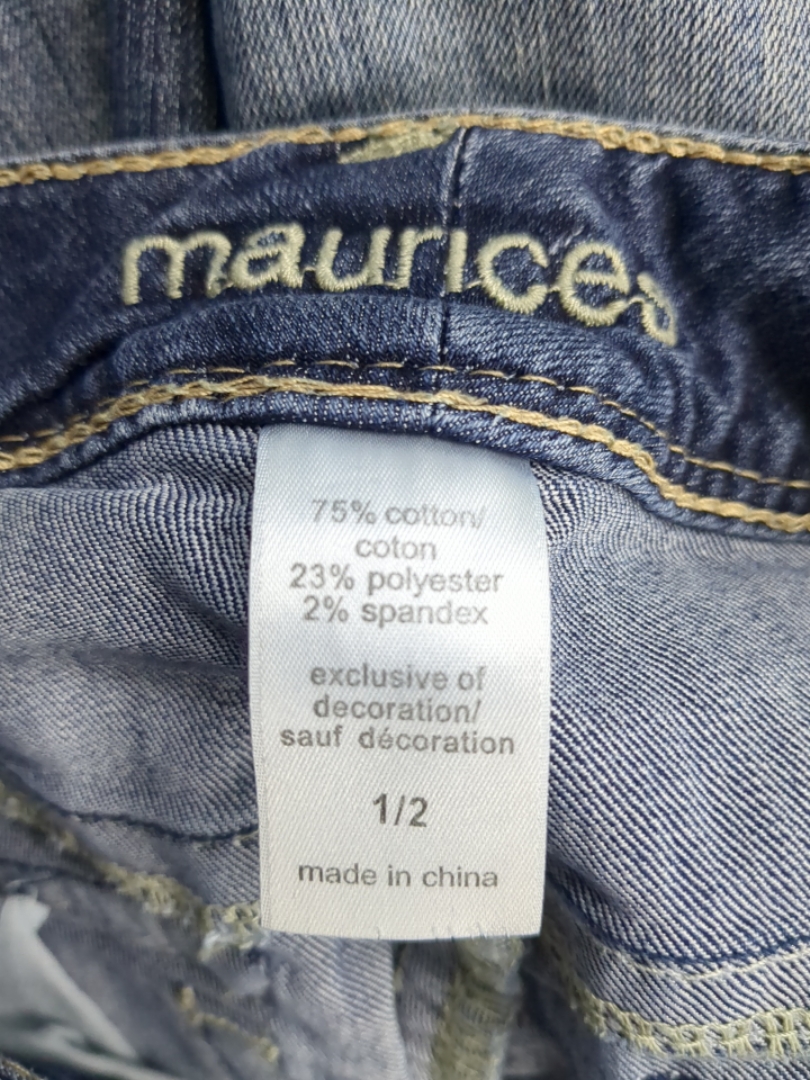 maurices
75% cotton/
coton
23% polyester
2% spandex
exclusive of
decoration/
sauf décoration
1/2
made in china